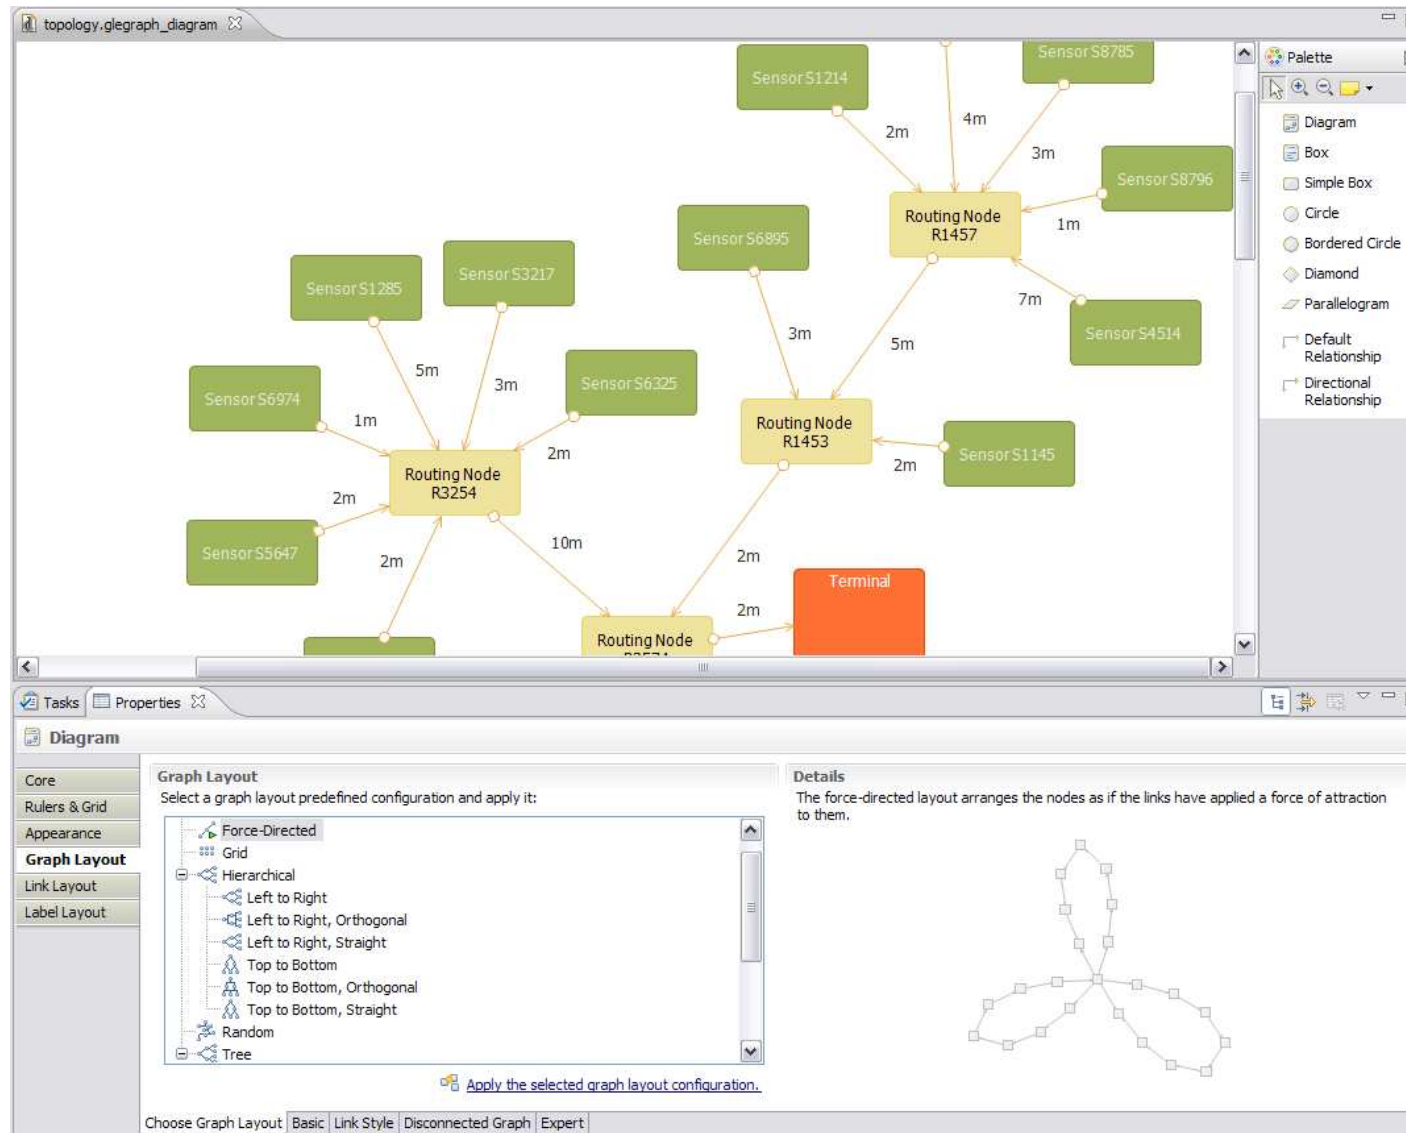 topology.glegraph_diagram
Sensor S1214
Sensor S8785
2m
4m
3m
Sensor S8796
Routing Node
R1457
1m
Sensor S6895
Sensor S3217
Sensor S1285
7m
Sensor S4514
3m
5m
5m
3m
Sensor S6325
Sensor S6974
1m
Routing Node
R1453
Sensor S1145
2m
2m
Routing Node
R3254
2m
Sensor S5647
2m
10m
2m
Terminal
2m
Routing Node
Palette
Diagram
Box
Simple Box
Circle
Bordered Circle
Diamond
Parallelogram
Default
Relationship
Directional
Relationship
Tasks
Properties
Diagram
Core
Rulers & Grid
Appearance
Graph Layout
Link Layout
Label Layout
Graph Layout
Select a graph layout predefined configuration and apply it:
Force-Directed
Grid
Hierarchical
Left to Right
Left to Right, Orthogonal
Left to Right, Straight
Top to Bottom
Top to Bottom, Orthogonal
Top to Bottom, Straight
Random
Tree
Apply the selected graph layout configuration.
Details
The force-directed layout arranges the nodes as if the links have applied a force of attraction
to them.
Choose Graph Layout
Basic
Link Style
Disconnected Graph
Expert